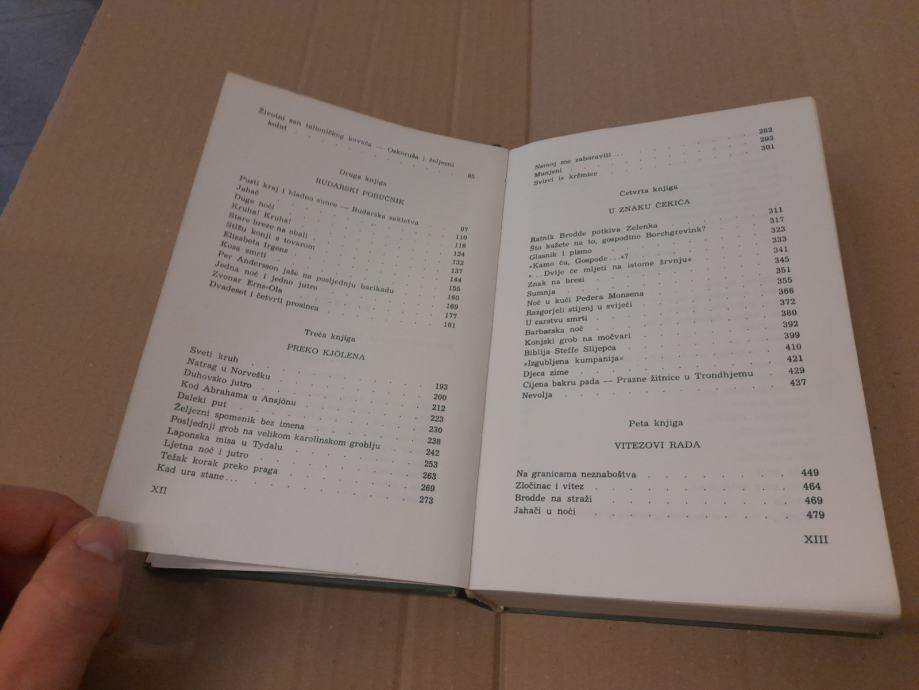 Životni san talioničkog kovača — Oskoruša i željezni
kolut 85
Druga knjiga
RUDARSKI PORUČNIK
Pusti kraj i hladno sunce — Rudarska zakletva 97
Jahač 110
Duge noći 118
Kruha! Kruha! 124
Stare breze na obali 132
Stižu konji s tovarom 137
Elizabeta Irgens 144
Kosa smrti 155
Per Andersson jaše na posljednju barikadu 160
Jedna noć i jedno jutro 169
Zvonar Erns-Ola 177
Dvadeset i četvrti prosinca 181
Treća knjiga
PREKO KJÖLENA
Sveti kruh 193
Natrag u Norvešku 200
Duhovsko jutro 212
Kod Abrahama u Ansjönu 223
Daleki put 230
Željezni spomenik bez imena 238
Posljednji grob na velikom karolinskom groblju 242
Laponska misa u Tydalu 253
Ljetna noć i jutro 263
Težak korak preko praga 269
Kad ura stane... 273
XII
Nemoj me zaboraviti... 282
Munjeni 293
Svirci iz krčmice 301
Četvrta knjiga
U ZNAKU ČEKIĆA
Ratnik Brodde potkiva Zelenka 311
Što kažete na to, gospodine Borchgrevink? 317
Glasnik i pismo 323
»Kamo ću, Gospode...«? 333
»...Dvije će mljeti na istome žrvnju« 341
Znak na brezi 345
Sumnja 351
Noć u kući Pedera Monsena 355
Razgorjeli stijenj u svijeći 366
U carstvu smrti 372
Barbarska noć 380
Konjski grob na močvari 392
Biblija Steffe Slijepca 399
»Izgubljena kumpanija« 410
Djeca zime 421
Cijena bakru pada — Prazne žitnice u Trondhjemu 429
Nevolja 437
Peta knjiga
VITEZOVI RADA
Na granicama neznaboštva 449
Zločinac i vitez 464
Brodde na straži 469
Jahači u noći 479
XIII